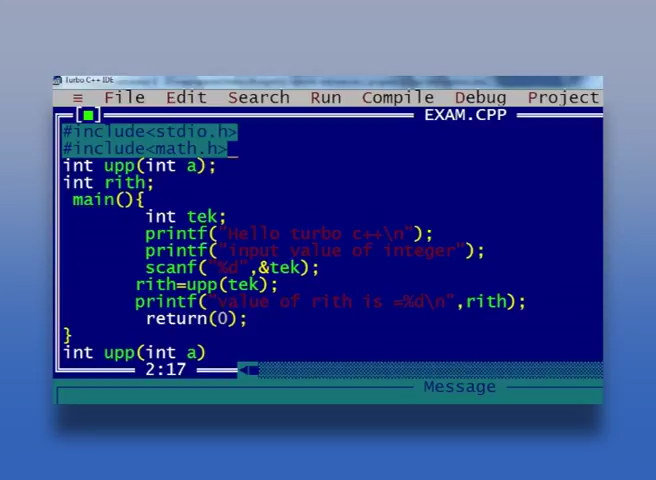 Turbo C++ IDE
≡ File Edit Search Run Compile Debug Project
[■] EXAM.CPP
#include<stdio.h>
#include<math.h>_
int upp(int a);
int rith;
main(){
int tek;
printf("Hello turbo c++\n");
printf("input value of integer");
scanf("%d",&tek);
rith=upp(tek);
printf("value of rith is =%d\n",rith);
return(0);
}
int upp(int a)
2:17
Message